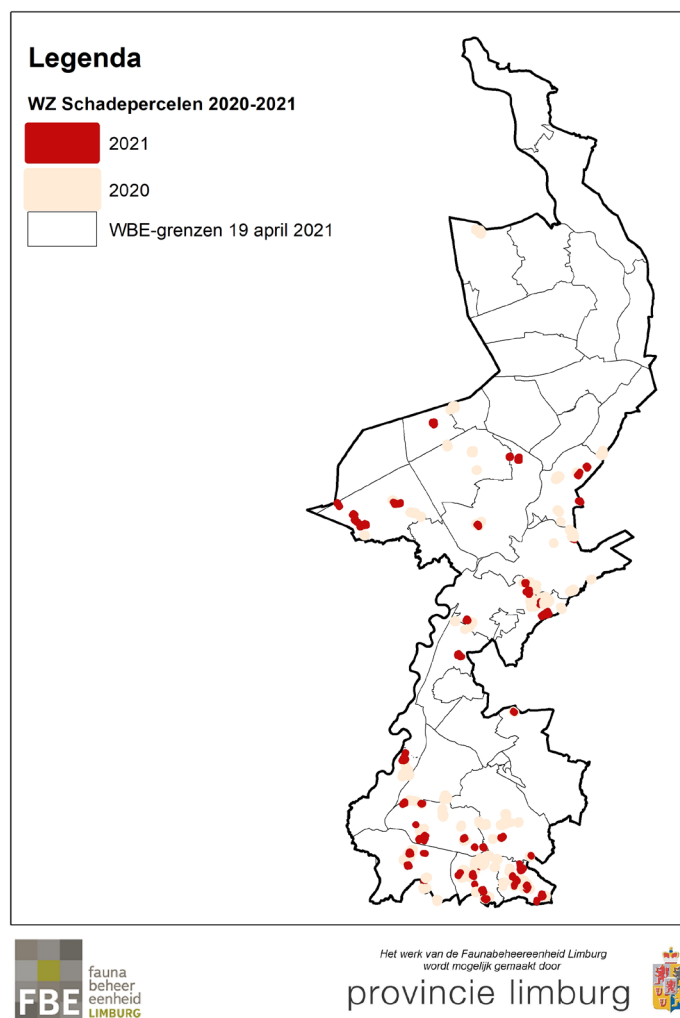 Legenda
WZ Schadepercelen 2020-2021
2021
2020
WBE-grenzen 19 april 2021
FBE
fauna
beheer
eenheid
LIMBURG
Het werk van de Faunabeheereenheid Limburg
wordt mogelijk gemaakt door
provincie limburg